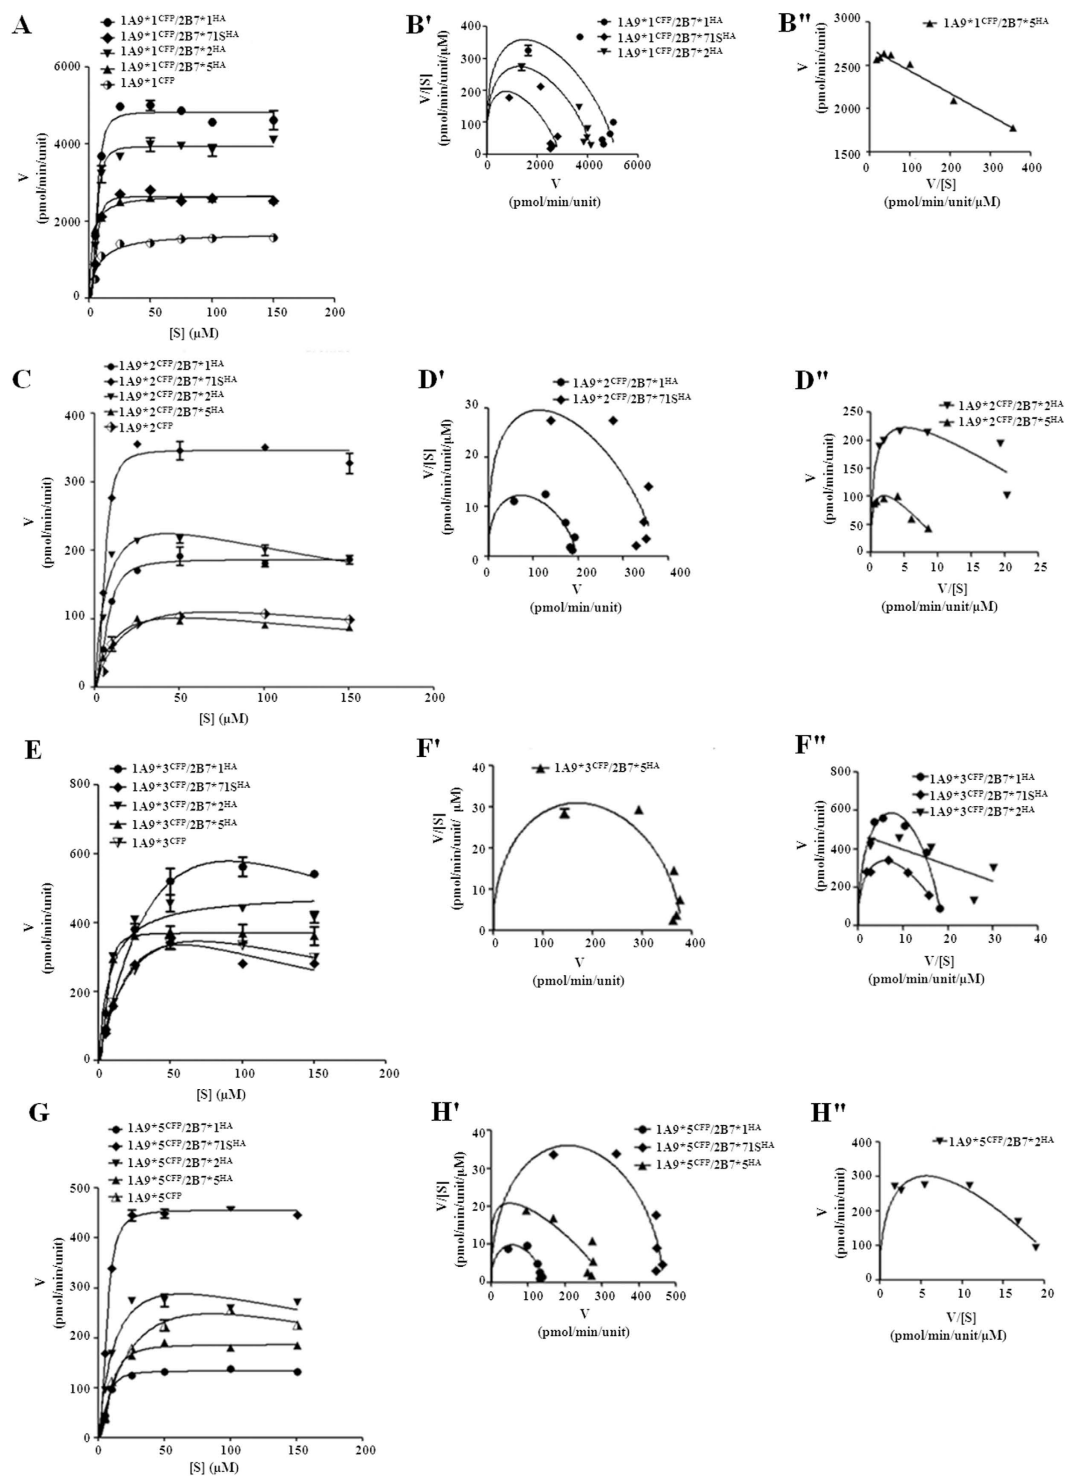 A
1A9*1CFP/2B7*1HA
1A9*1CFP/2B7*71SHA
1A9*1CFP/2B7*2HA
1A9*1CFP/2B7*5HA
1A9*1CFP
6000
4000
2000
0
V
(pmol/min/unit)
0 50 100 150 200
[S] (µM)
B'
1A9*1CFP/2B7*1HA
1A9*1CFP/2B7*71SHA
1A9*1CFP/2B7*2HA
400
300
200
100
0
V/[S]
(pmol/min/unit/µM)
0 2000 4000 6000
V
(pmol/min/unit)
B"
1A9*1CFP/2B7*5HA
3000
2500
2000
1500
V
(pmol/min/unit)
0 100 200 300 400
V/[S]
(pmol/min/unit/µM)
C
1A9*2CFP/2B7*1HA
1A9*2CFP/2B7*71SHA
1A9*2CFP/2B7*2HA
1A9*2CFP/2B7*5HA
1A9*2CFP
400
300
200
100
0
V
(pmol/min/unit)
0 50 100 150 200
[S] (µM)
D'
1A9*2CFP/2B7*1HA
1A9*2CFP/2B7*71SHA
30
20
10
0
V/[S]
(pmol/min/unit/µM)
0 100 200 300 400
V
(pmol/min/unit)
D"
1A9*2CFP/2B7*2HA
1A9*2CFP/2B7*5HA
250
200
150
100
50
0
V
(pmol/min/unit)
0 5 10 15 20 25
V/[S]
(pmol/min/unit/µM)
E
1A9*3CFP/2B7*1HA
1A9*3CFP/2B7*71SHA
1A9*3CFP/2B7*2HA
1A9*3CFP/2B7*5HA
1A9*3CFP
800
600
400
200
0
V
(pmol/min/unit)
0 50 100 150 200
[S] (µM)
F'
1A9*3CFP/2B7*5HA
40
30
20
10
0
V/[S]
(pmol/min/unit/ µM)
0 100 200 300 400
V
(pmol/min/unit)
F"
1A9*3CFP/2B7*1HA
1A9*3CFP/2B7*71SHA
1A9*3CFP/2B7*2HA
800
600
400
200
0
V
(pmol/min/unit)
0 10 20 30 40
V/[S]
(pmol/min/unit/µM)
G
1A9*5CFP/2B7*1HA
1A9*5CFP/2B7*71SHA
1A9*5CFP/2B7*2HA
1A9*5CFP/2B7*5HA
1A9*5CFP
500
400
300
200
100
0
V
(pmol/min/unit)
0 50 100 150 200
[S] (µM)
H'
1A9*5CFP/2B7*1HA
1A9*5CFP/2B7*71SHA
1A9*5CFP/2B7*5HA
40
30
20
10
0
V/[S]
(pmol/min/unit/µM)
0 100 200 300 400 500
V
(pmol/min/unit)
H"
1A9*5CFP/2B7*2HA
400
300
200
100
0
V
(pmol/min/unit)
0 5 10 15 20
V/[S]
(pmol/min/unit/µM)